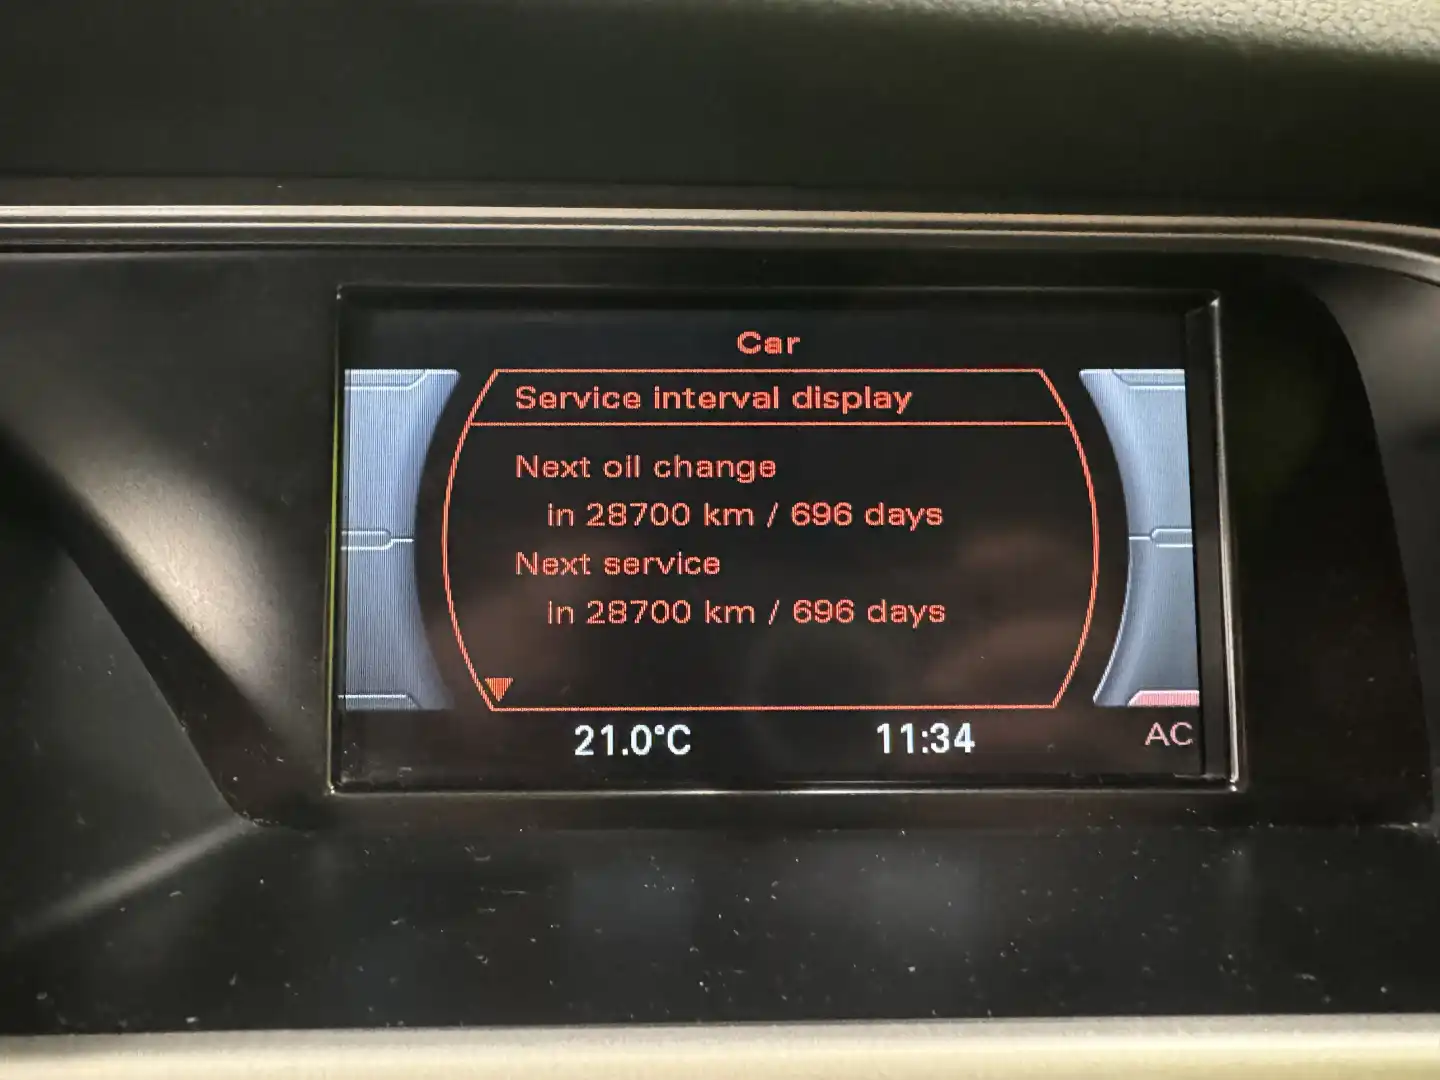 Car
Service interval display
Next oil change
in 28700 km / 696 days
Next service
in 28700 km / 696 days
21.0°C 11:34 AC